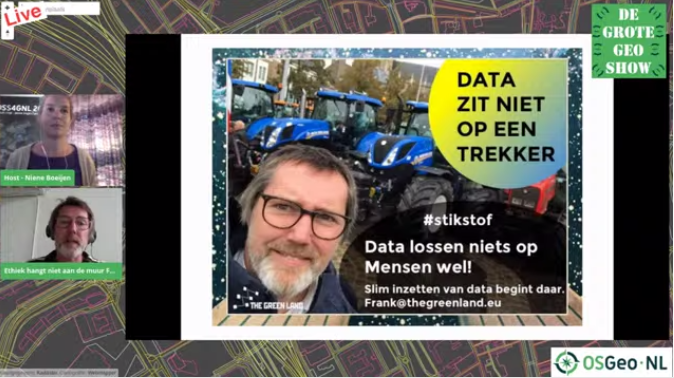 Live
DE
GROTE
GEO
SHOW
OSS4GNL 20
Host - Niene Boeijen
Ethiek hangt niet aan de muur F...
DATA
ZIT NIET
OP EEN
TREKKER
#stikstof
Data lossen niets op
Mensen wel!
Slim inzetten van data begint daar.
Frank@thegreenland.eu
THE GREEN LAND
OSGeo·NL